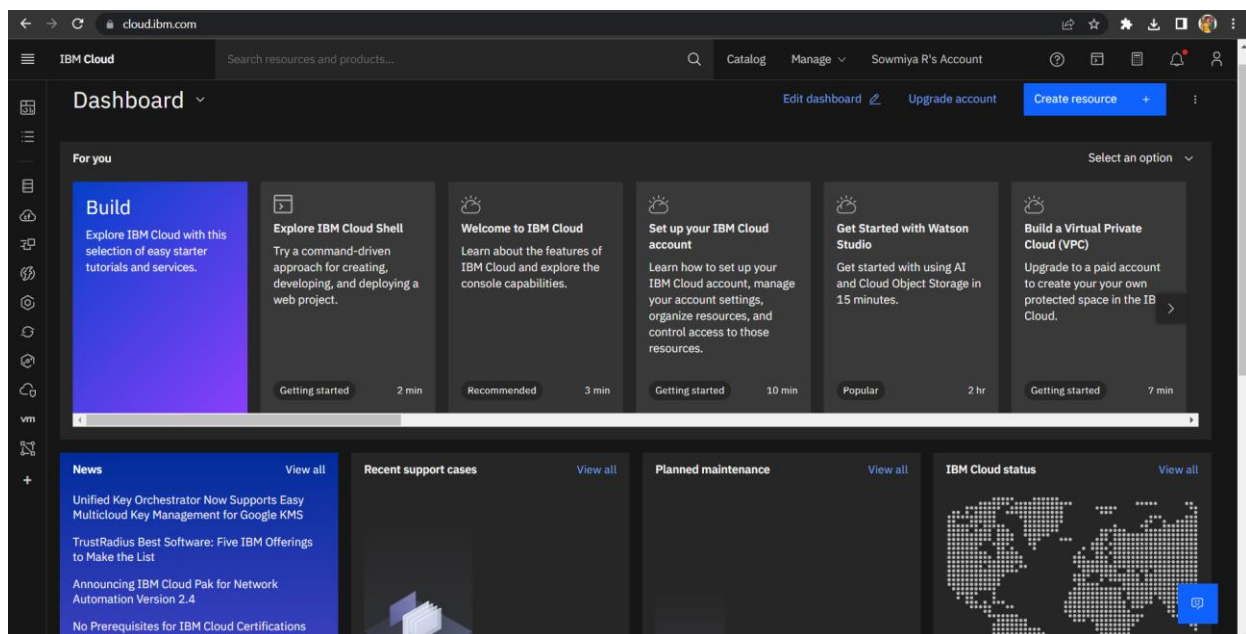 cloud.ibm.com
IBM Cloud
Search resources and products...
Catalog
Manage
Sowmiya R's Account
Dashboard
Edit dashboard
Upgrade account
Create resource +
For you
Select an option
Build
Explore IBM Cloud with this
selection of easy starter
tutorials and services.
Explore IBM Cloud Shell
Try a command-driven
approach for creating,
developing, and deploying a
web project.
Getting started
2 min
Welcome to IBM Cloud
Learn about the features of
IBM Cloud and explore the
console capabilities.
Recommended
3 min
Set up your IBM Cloud
account
Learn how to set up your
IBM Cloud account, manage
your account settings,
organize resources, and
control access to those
resources.
Getting started
10 min
Get Started with Watson
Studio
Get started with using AI
and Cloud Object Storage in
15 minutes.
Popular
2 hr
Build a Virtual Private
Cloud (VPC)
Upgrade to a paid account
to create your your own
protected space in the IB
Cloud.
Getting started
7 min
vm
News
View all
Unified Key Orchestrator Now Supports Easy
Multicloud Key Management for Google KMS
TrustRadius Best Software: Five IBM Offerings
to Make the List
Announcing IBM Cloud Pak for Network
Automation Version 2.4
No Prerequisites for IBM Cloud Certifications
Recent support cases
View all
Planned maintenance
View all
IBM Cloud status
View all